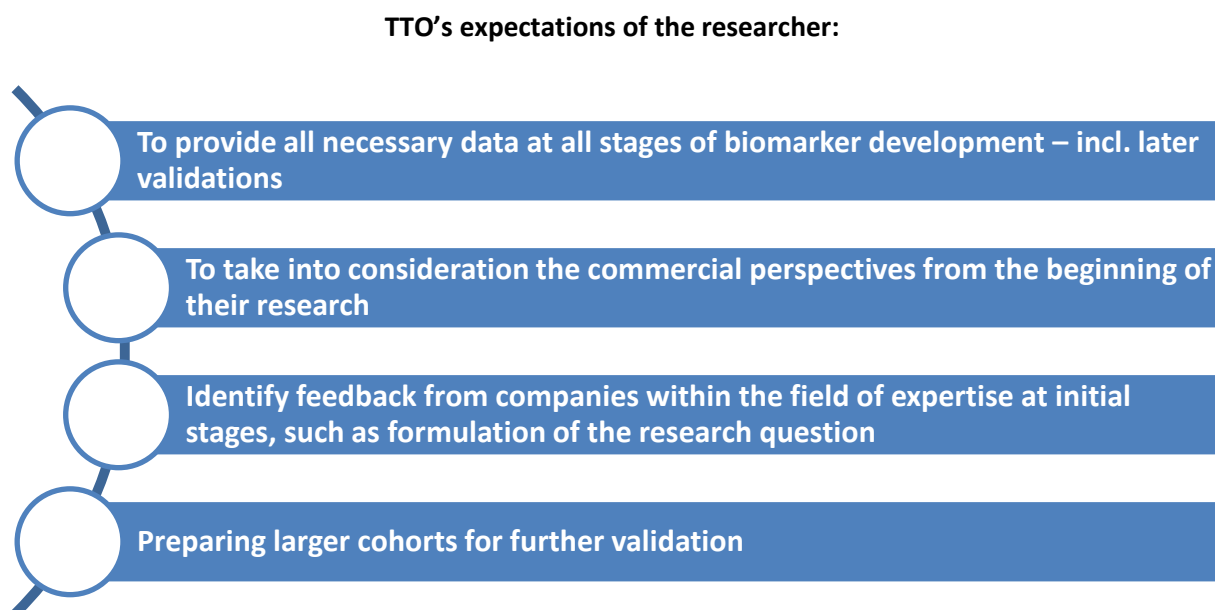 TTO’s expectations of the researcher:
To provide all necessary data at all stages of biomarker development – incl. later
validations
To take into consideration the commercial perspectives from the beginning of
their research
Identify feedback from companies within the field of expertise at initial
stages, such as formulation of the research question
Preparing larger cohorts for further validation